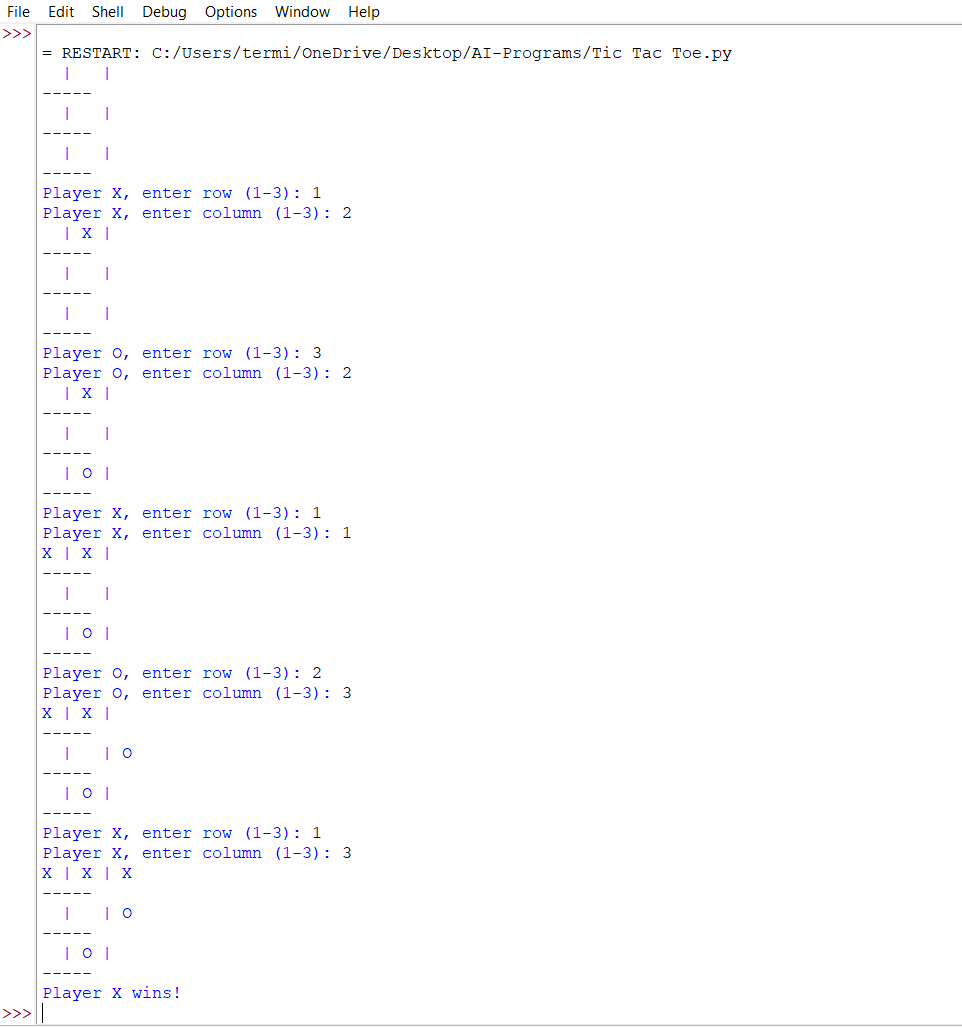 File Edit Shell Debug Options Window Help
>>>
= RESTART: C:/Users/termi/OneDrive/Desktop/AI-Programs/Tic Tac Toe.py
  |   |
-----
  |   |
-----
  |   |
-----
Player X, enter row (1-3): 1
Player X, enter column (1-3): 2
  | X |
-----
  |   |
-----
  |   |
-----
Player O, enter row (1-3): 3
Player O, enter column (1-3): 2
  | X |
-----
  |   |
-----
  | O |
-----
Player X, enter row (1-3): 1
Player X, enter column (1-3): 1
X | X |
-----
  |   |
-----
  | O |
-----
Player O, enter row (1-3): 2
Player O, enter column (1-3): 3
X | X |
-----
  |   | O
-----
  | O |
-----
Player X, enter row (1-3): 1
Player X, enter column (1-3): 3
X | X | X
-----
  |   | O
-----
  | O |
-----
Player X wins!
>>>